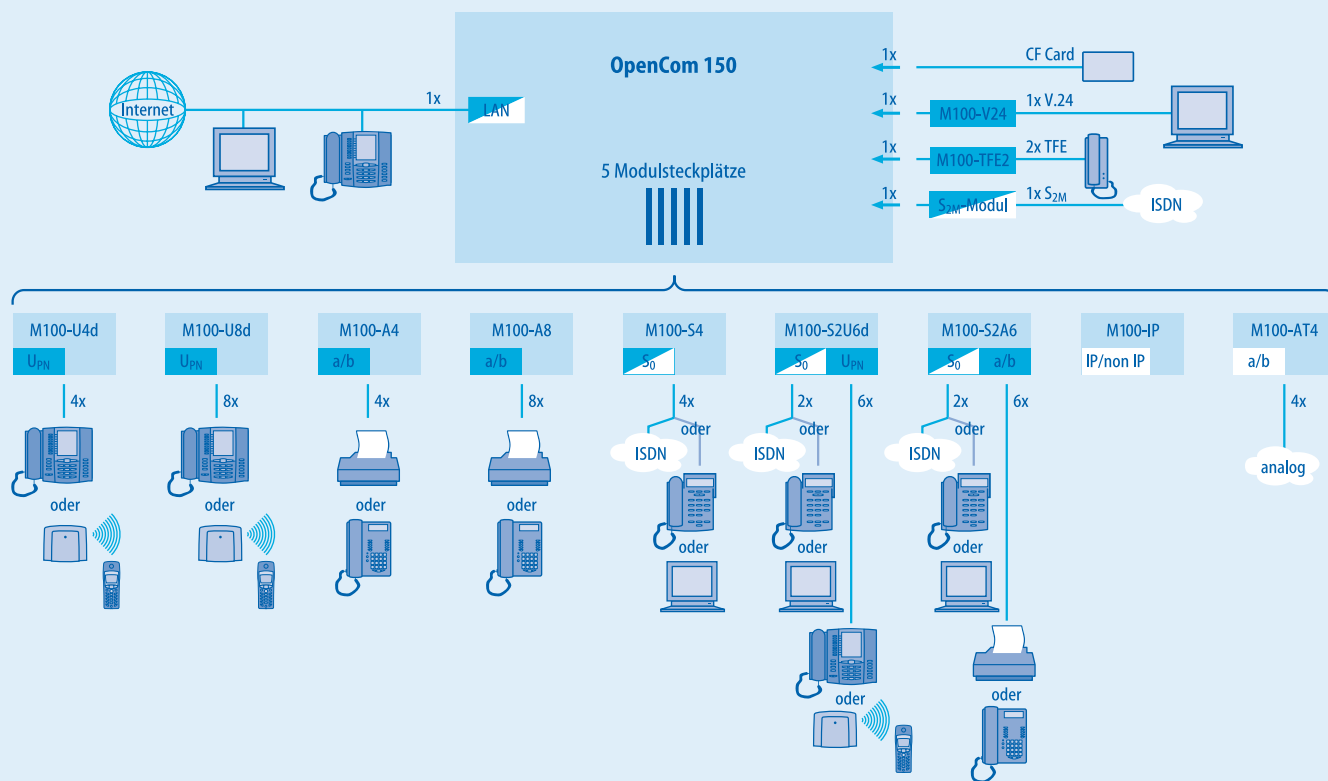 OpenCom 150
Internet
1x
LAN
5 Modulsteckplätze
1x
CF Card
1x
M100-V24
1x V.24
1x
M100-TFE2
2x TFE
1x
S2M-Modul
1x S2M
ISDN
M100-U4d
UPN
4x
oder
M100-U8d
UPN
8x
oder
M100-A4
a/b
4x
oder
M100-A8
a/b
8x
oder
M100-S4
S0
4x
oder
ISDN
oder
M100-S2U6d
S0
UPN
2x
6x
oder
ISDN
oder
oder
M100-S2A6
S0
a/b
2x
6x
oder
ISDN
oder
oder
M100-IP
IP/non IP
M100-AT4
a/b
4x
analog